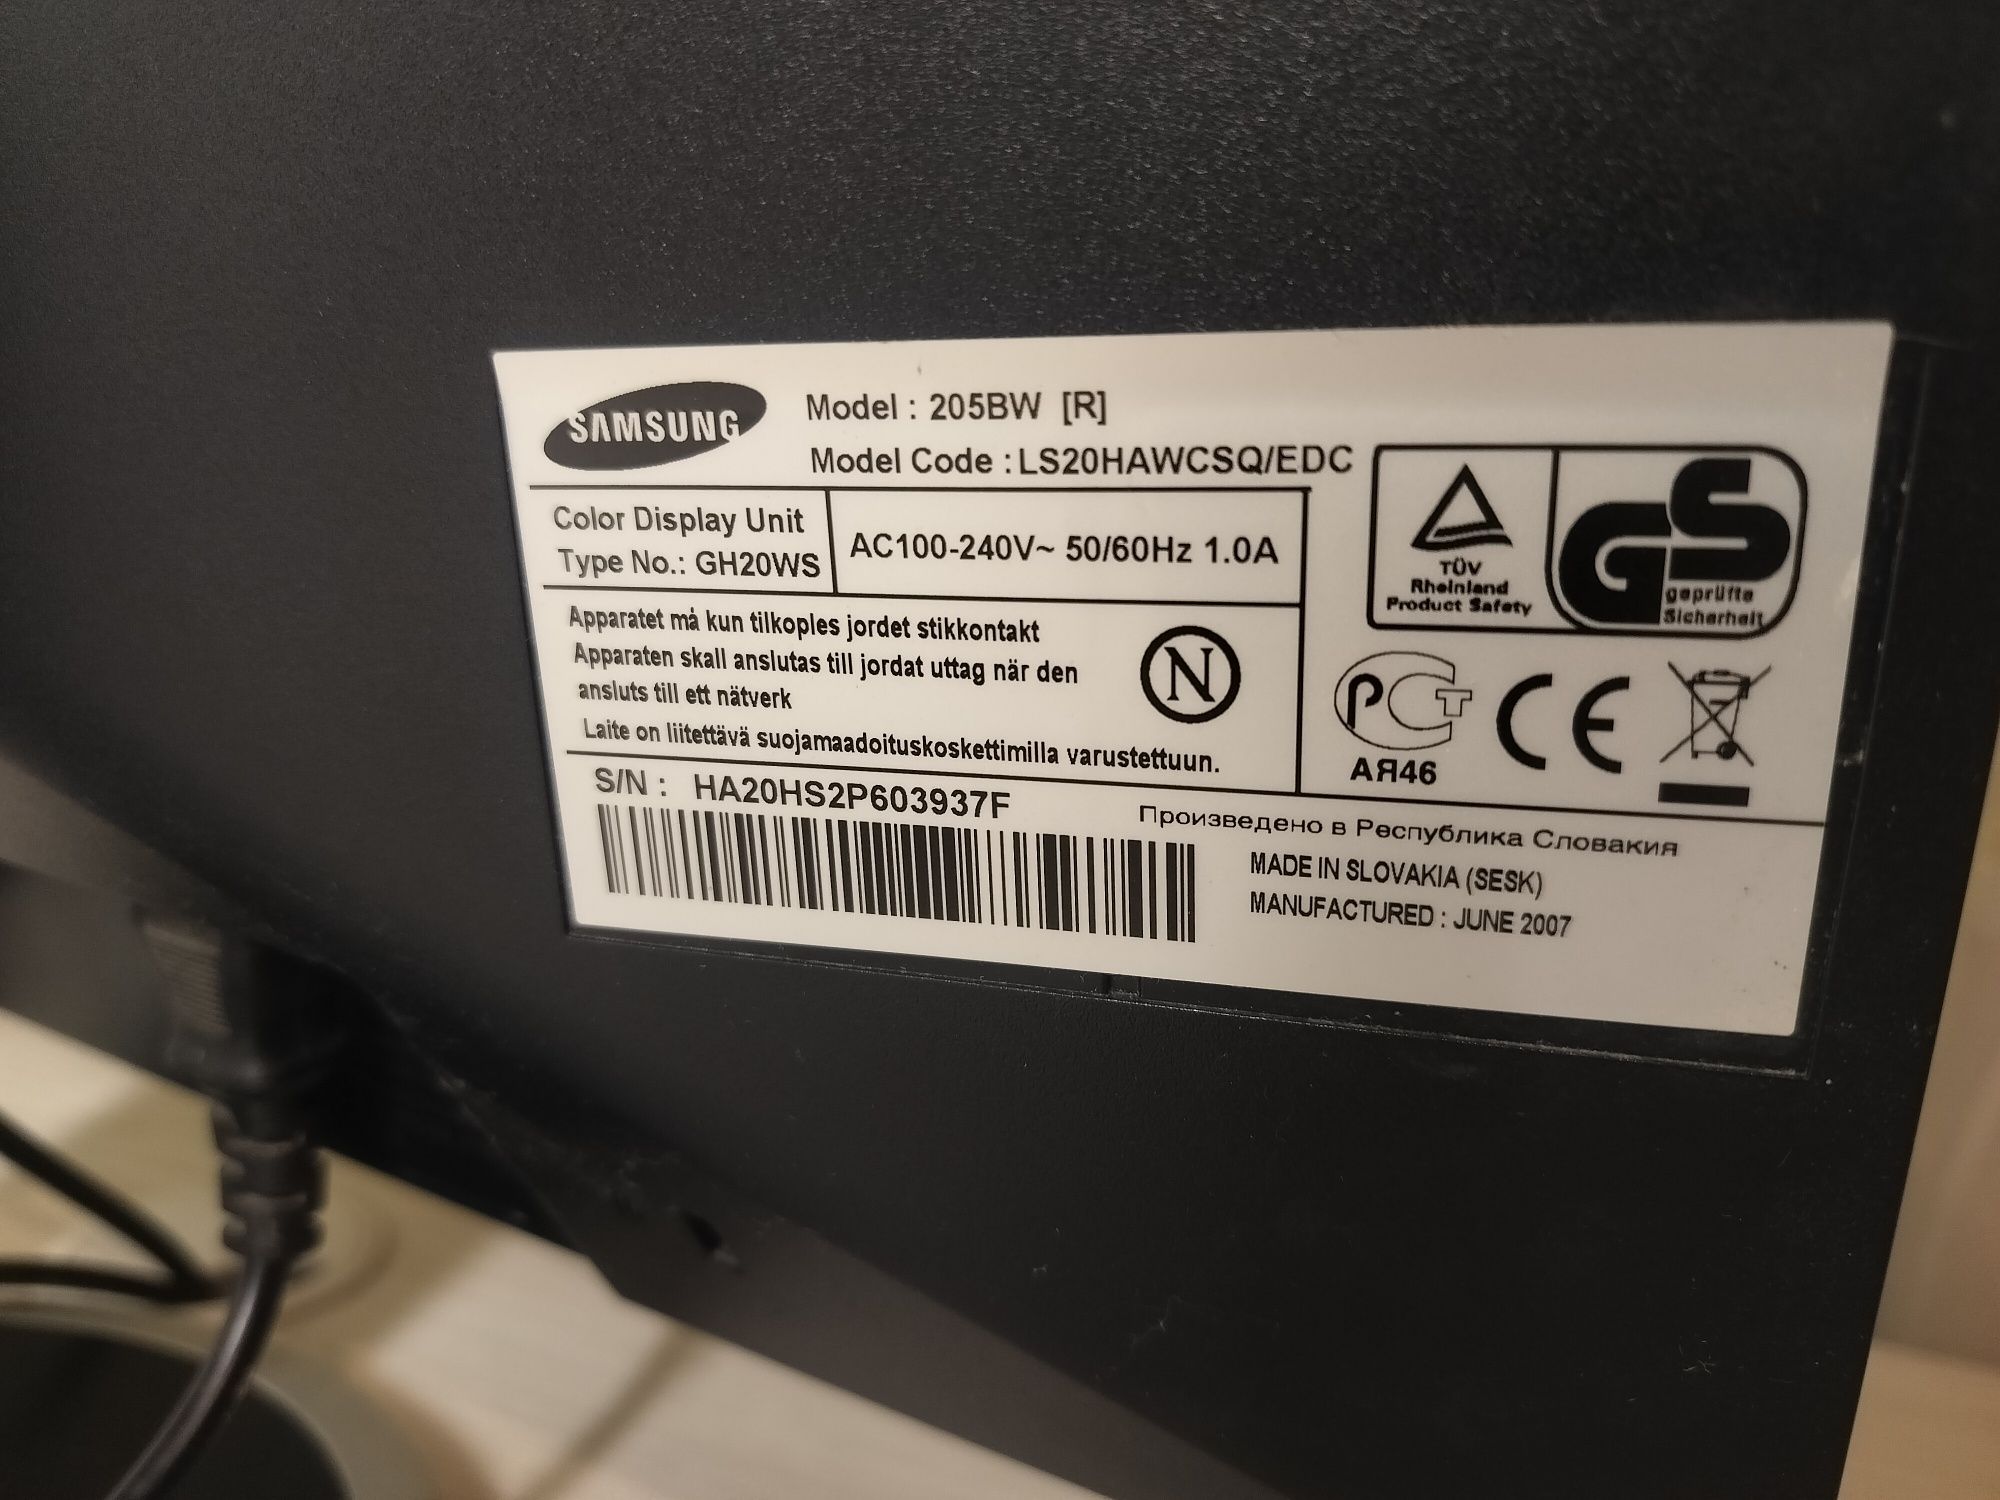 SAMSUNG
Model : 205BW [R]
Model Code : LS20HAWCSQ/EDC
Color Display Unit
Type No.: GH20WS
AC100-240V~ 50/60Hz 1.0A
TÜV
Rheinland
Product Safety
GS
geprüfte
Sicherheit
Apparatet må kun tilkoples jordet stikkontakt
Apparaten skall anslutas till jordat uttag när den
ansluts till ett nätverk
Laite on liitettävä suojamaadoituskoskettimilla varustettuun.
N
РСТ
АЯ46
CE
S/N : HA20HS2P603937F
Произведено в Республика Словакия
MADE IN SLOVAKIA (SESK)
MANUFACTURED : JUNE 2007